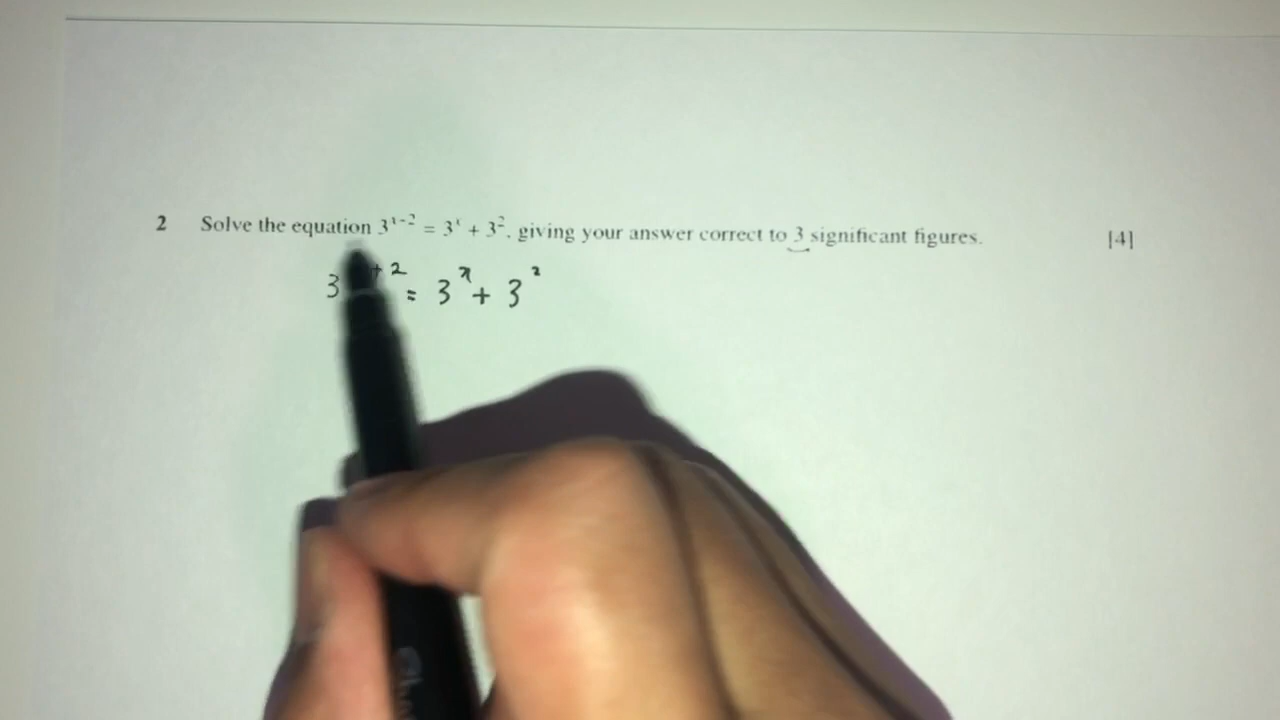 2 Solve the equation 3^{x-2} = 3^x + 3^2, giving your answer correct to 3 significant figures. [4]
3 +2 = 3^x + 3^2